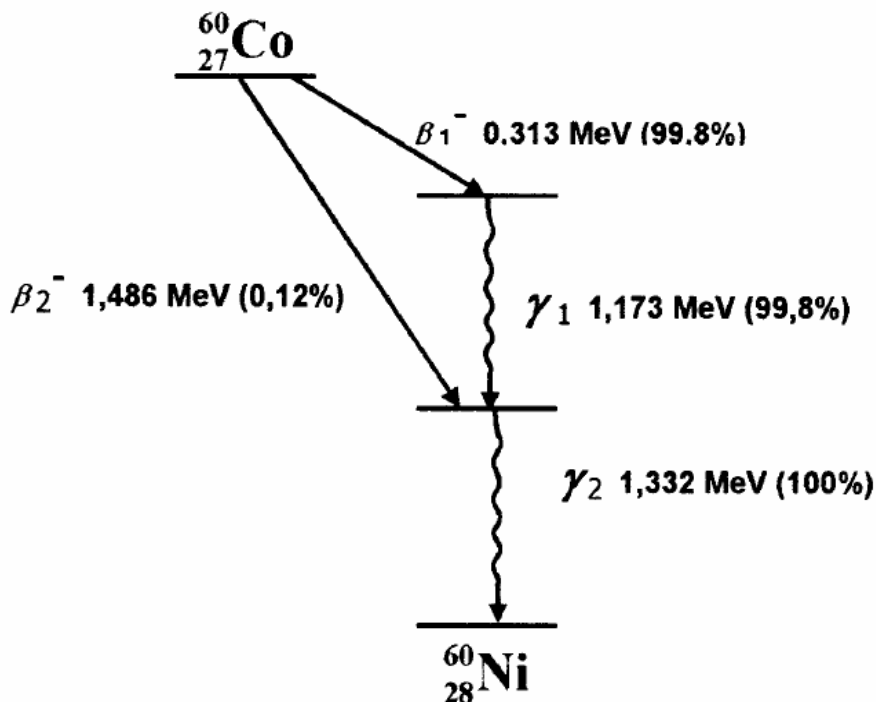 60
27Co
β1- 0.313 MeV (99.8%)
β2- 1,486 MeV (0,12%)
γ1 1,173 MeV (99,8%)
γ2 1,332 MeV (100%)
60
28Ni